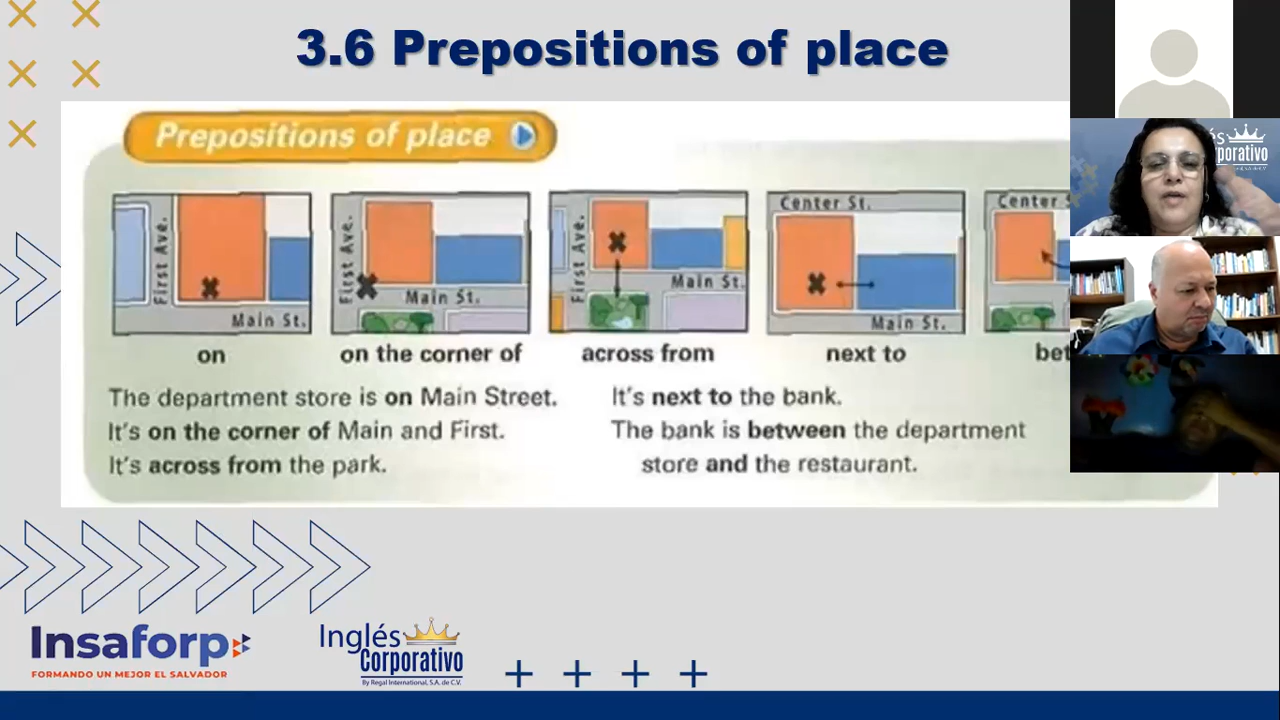 3.6 Prepositions of place
Prepositions of place
First Ave.
Main St.
on
First Ave.
Main St.
on the corner of
First Ave.
Main St.
across from
Center St.
Main St.
next to
Center
bet
The department store is on Main Street.
It's on the corner of Main and First.
It's across from the park.
It's next to the bank.
The bank is between the department
store and the restaurant.
Insaforp
FORMANDO UN MEJOR EL SALVADOR
Inglés
Corporativo
By Regal International, S.A. de C.V.
és
porativo